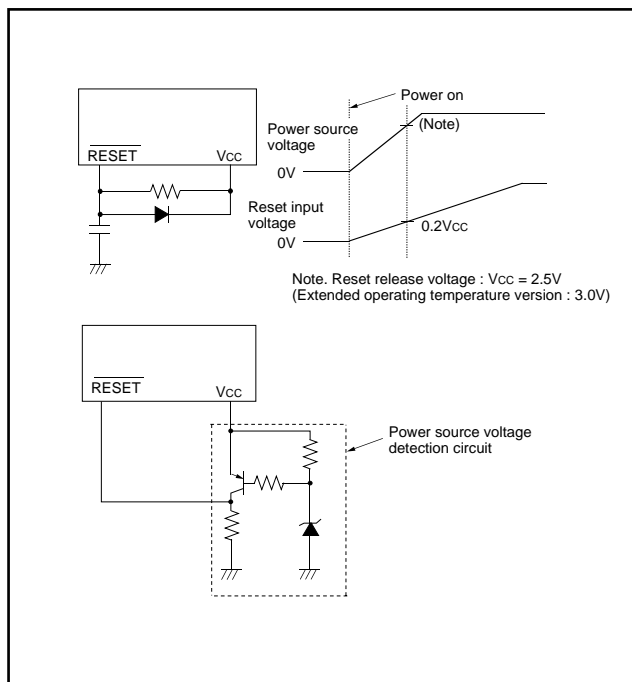 RESET
VCC
Power on
(Note)
Power source
voltage
0V
Reset input
voltage
0V
0.2VCC
Note. Reset release voltage : VCC = 2.5V
(Extended operating temperature version : 3.0V)
RESET
VCC
Power source voltage
detection circuit